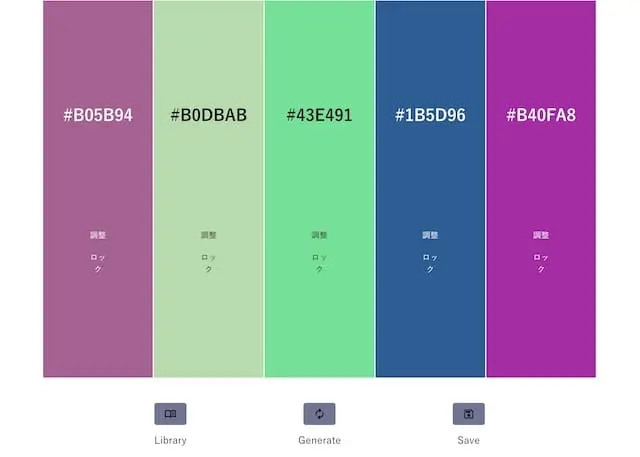 #B05B94 #B0DBAB #43E491 #1B5D96 #B40FA8
調整 調整 調整 調整 調整
ロッ ロッ ロッ ロッ ロッ
ク ク ク ク ク
Library Generate Save